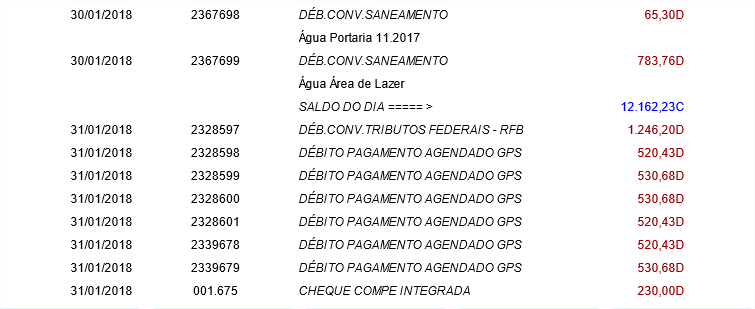 30/01/2018 2367698 DÉB.CONV.SANEAMENTO 65,30D
Água Portaria 11.2017
30/01/2018 2367699 DÉB.CONV.SANEAMENTO 783,76D
Água Área de Lazer
SALDO DO DIA ===== > 12.162,23C
31/01/2018 2328597 DÉB.CONV.TRIBUTOS FEDERAIS - RFB 1.246,20D
31/01/2018 2328598 DÉBITO PAGAMENTO AGENDADO GPS 520,43D
31/01/2018 2328599 DÉBITO PAGAMENTO AGENDADO GPS 530,68D
31/01/2018 2328600 DÉBITO PAGAMENTO AGENDADO GPS 530,68D
31/01/2018 2328601 DÉBITO PAGAMENTO AGENDADO GPS 520,43D
31/01/2018 2339678 DÉBITO PAGAMENTO AGENDADO GPS 520,43D
31/01/2018 2339679 DÉBITO PAGAMENTO AGENDADO GPS 530,68D
31/01/2018 001.675 CHEQUE COMPE INTEGRADA 230,00D